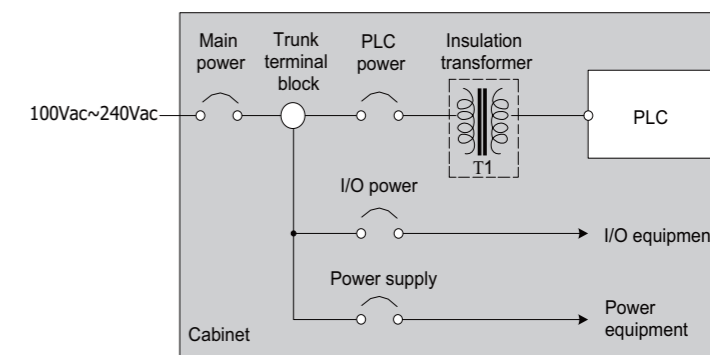 Main
power
Trunk
terminal
block
PLC
power
Insulation
transformer
100Vac~240Vac
PLC
T1
I/O power
I/O equipmen
Power supply
Power
equipment
Cabinet